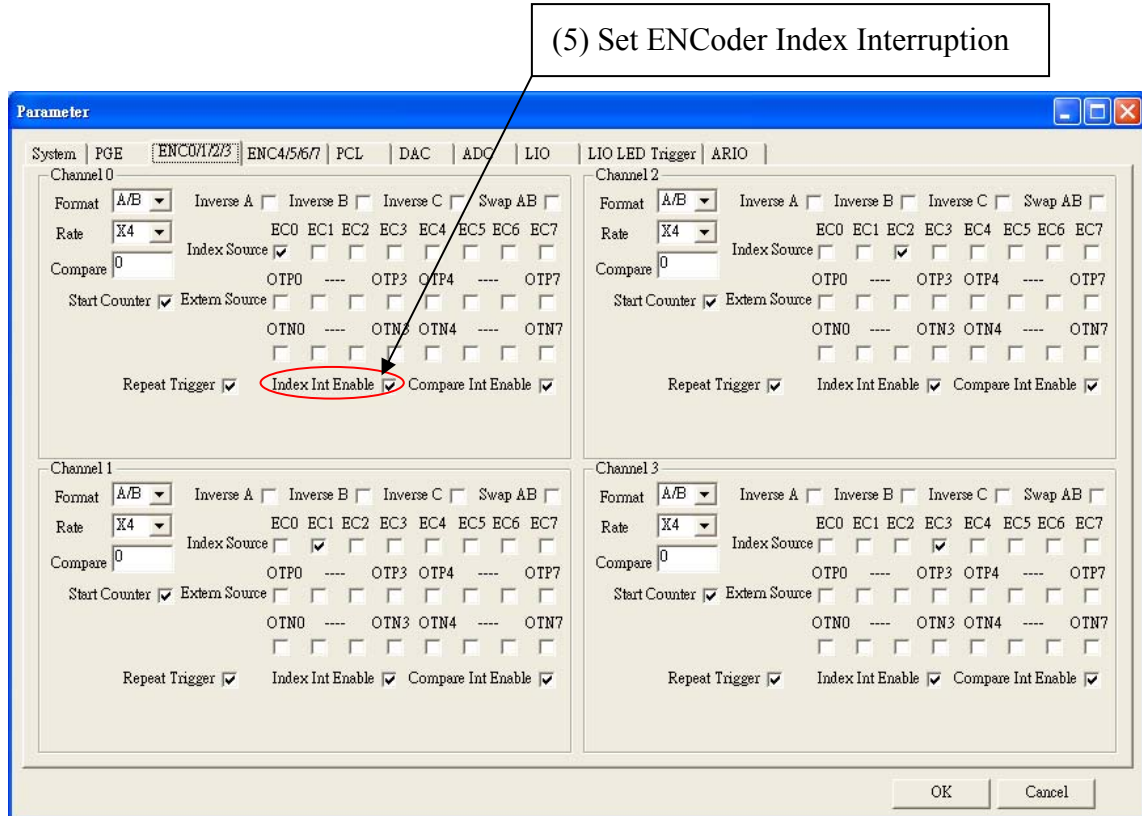 (5) Set ENCoder Index Interruption
Parameter
System PGE ENC0/1/2/3 ENC4/5/6/7 PCL DAC ADC LIO LIO LED Trigger ARIO
Channel 0
Format A/B Inverse A Inverse B Inverse C Swap AB
Rate X4 EC0 EC1 EC2 EC3 EC4 EC5 EC6 EC7
Index Source
Compare 0
OTP0 ---- OTP3 OTP4 ---- OTP7
Start Counter Extern Source
OTN0 ---- OTN3 OTN4 ---- OTN7
Repeat Trigger Index Int Enable Compare Int Enable
Channel 2
Format A/B Inverse A Inverse B Inverse C Swap AB
Rate X4 EC0 EC1 EC2 EC3 EC4 EC5 EC6 EC7
Index Source
Compare 0
OTP0 ---- OTP3 OTP4 ---- OTP7
Start Counter Extern Source
OTN0 ---- OTN3 OTN4 ---- OTN7
Repeat Trigger Index Int Enable Compare Int Enable
Channel 1
Format A/B Inverse A Inverse B Inverse C Swap AB
Rate X4 EC0 EC1 EC2 EC3 EC4 EC5 EC6 EC7
Index Source
Compare 0
OTP0 ---- OTP3 OTP4 ---- OTP7
Start Counter Extern Source
OTN0 ---- OTN3 OTN4 ---- OTN7
Repeat Trigger Index Int Enable Compare Int Enable
Channel 3
Format A/B Inverse A Inverse B Inverse C Swap AB
Rate X4 EC0 EC1 EC2 EC3 EC4 EC5 EC6 EC7
Index Source
Compare 0
OTP0 ---- OTP3 OTP4 ---- OTP7
Start Counter Extern Source
OTN0 ---- OTN3 OTN4 ---- OTN7
Repeat Trigger Index Int Enable Compare Int Enable
OK Cancel